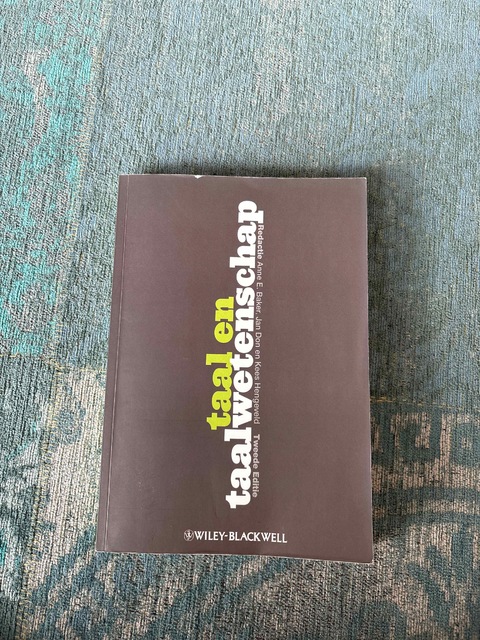 taal en
taalwetenschap
Redactie Anne E. Baker, Jan Don en Kees Hengeveld Tweede Editie
WILEY-BLACKWELL